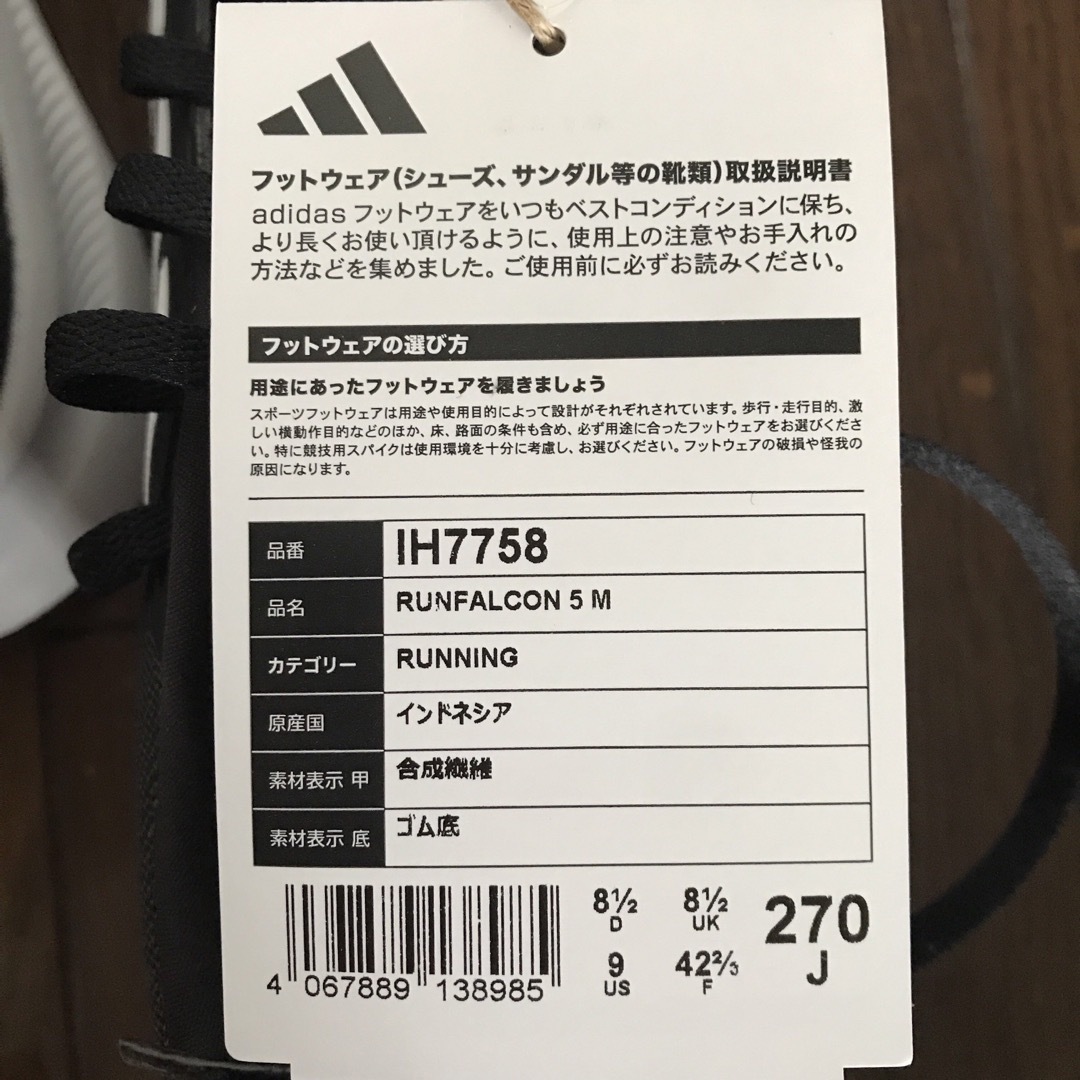 フットウェア(シューズ、サンダル等の靴類)取扱説明書
adidas フットウェアをいつもベストコンディションに保ち、
より長くお使い頂けるように、使用上の注意やお手入れの
方法などを集めました。ご使用前に必ずお読みください。
フットウェアの選び方
用途にあったフットウェアを履きましょう
スポーツフットウェアは用途や使用目的によって設計がそれぞれされています。歩行・走行目的、激
しい横動作目的などのほか、床、路面の条件も含め、必ず用途に合ったフットウェアをお選びくださ
い。特に競技用スパイクは使用環境を十分に考慮し、お選びください。フットウェアの破損や怪我の
原因になります。
品番 IH7758
品名 RUNFALCON 5 M
カテゴリー RUNNING
原産国 インドネシア
素材表示 甲 合成繊維
素材表示 底 ゴム底
8½ 8½ 270
D UK J
9 42⅔
US F
4 067889 138985